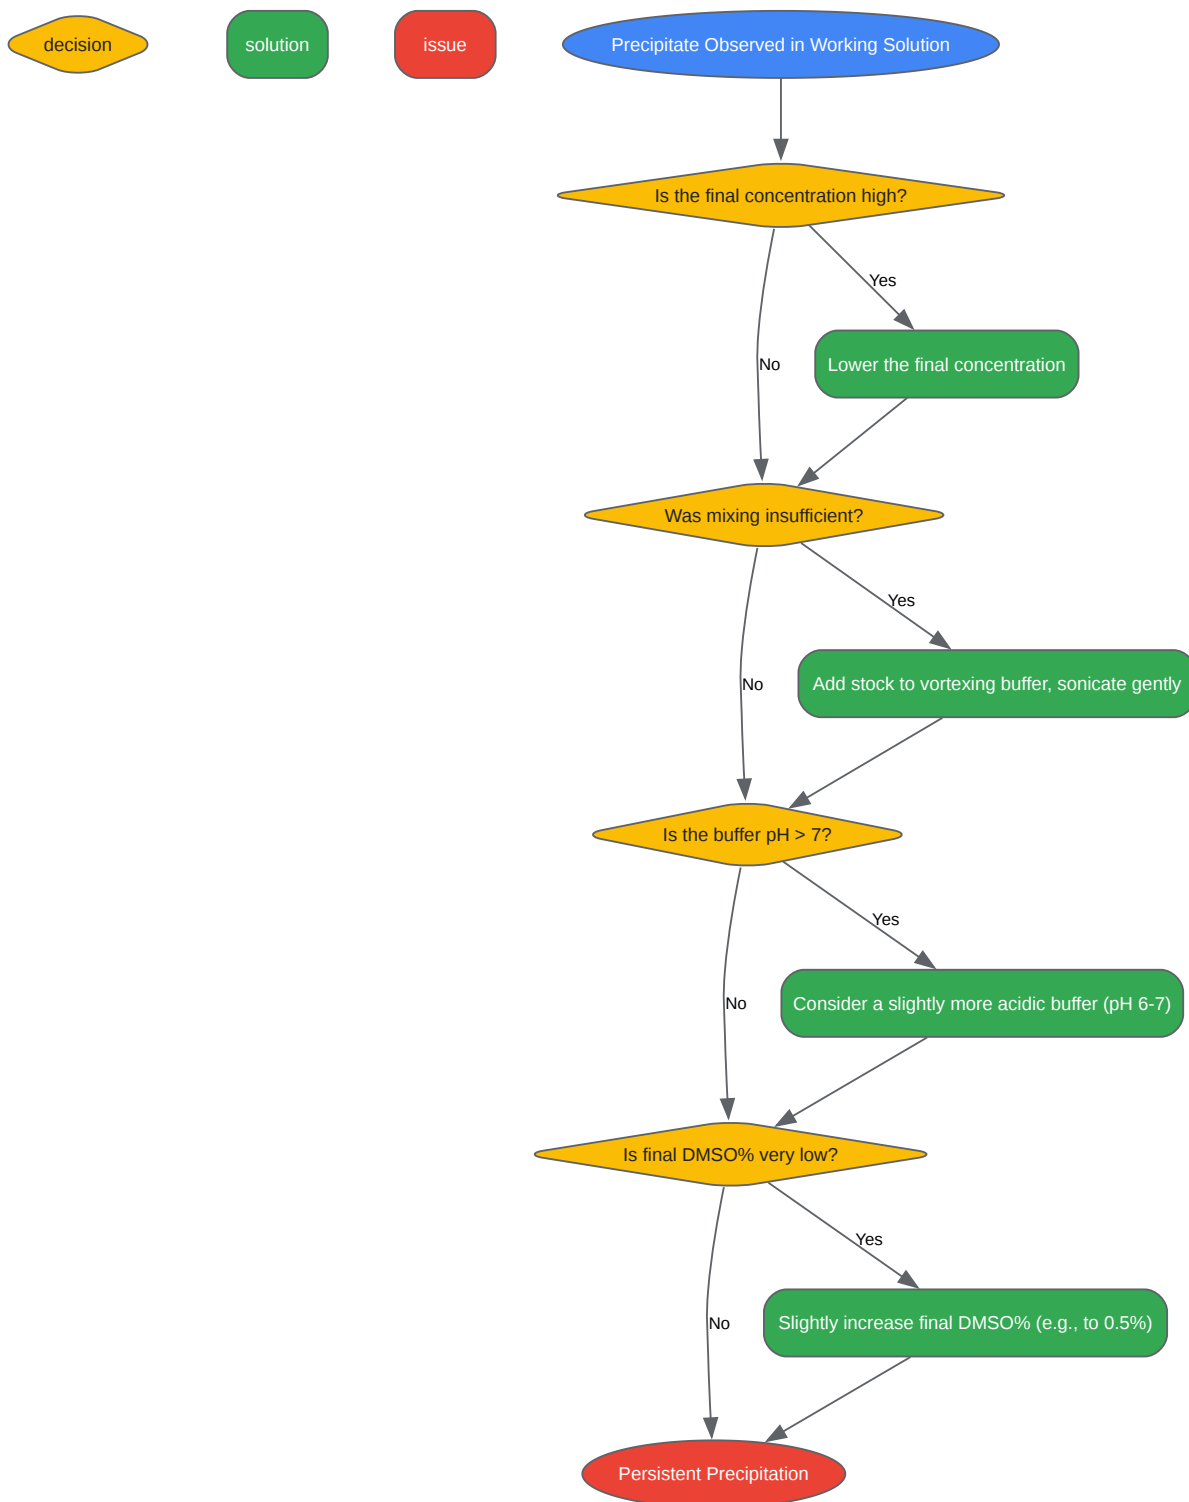 decision
solution
issue
Precipitate Observed in Working Solution
Is the final concentration high?
Yes
No
Lower the final concentration
Was mixing insufficient?
Yes
No
Add stock to vortexing buffer, sonicate gently
Is the buffer pH > 7?
Yes
No
Consider a slightly more acidic buffer (pH 6-7)
Is final DMSO% very low?
Yes
No
Slightly increase final DMSO% (e.g., to 0.5%)
Persistent Precipitation